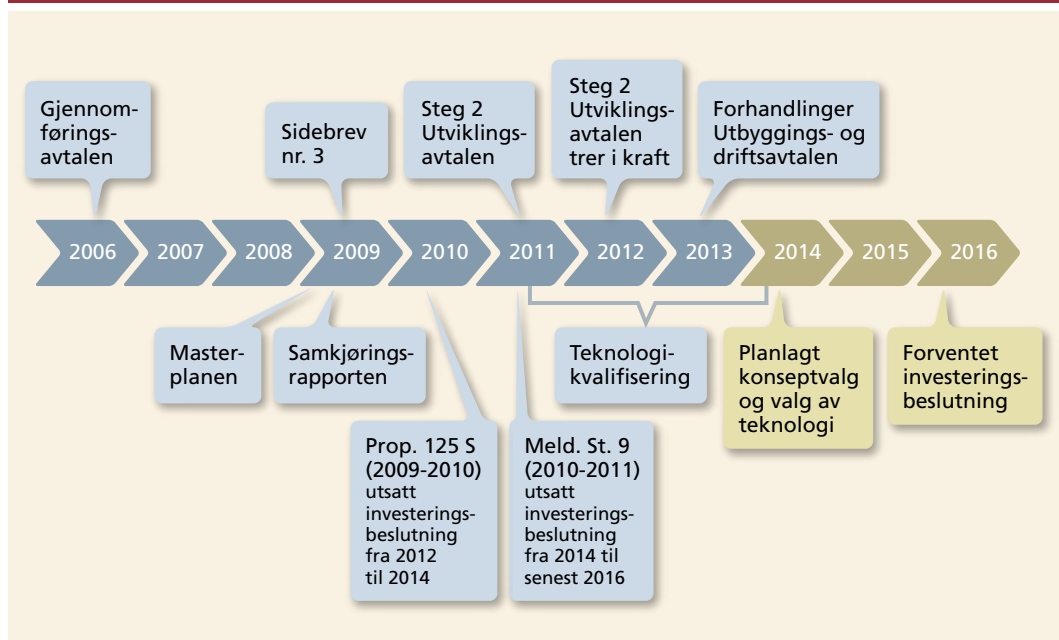 Gjennom-
førings-
avtalen
Sidebrev
nr. 3
Steg 2
Utviklings-
avtalen
Steg 2
Utviklings-
avtalen
trer i kraft
Forhandlinger
Utbyggings- og
driftsavtalen
2006 2007 2008 2009 2010 2011 2012 2013 2014 2015 2016
Master-
planen
Samkjørings-
rapporten
Prop. 125 S
(2009-2010)
utsatt
investerings-
beslutning
fra 2012
til 2014
Meld. St. 9
(2010-2011)
utsatt
investerings-
beslutning
fra 2014 til
senest 2016
Teknologi-
kvalifisering
Planlagt
konseptvalg
og valg av
teknologi
Forventet
investerings-
beslutning